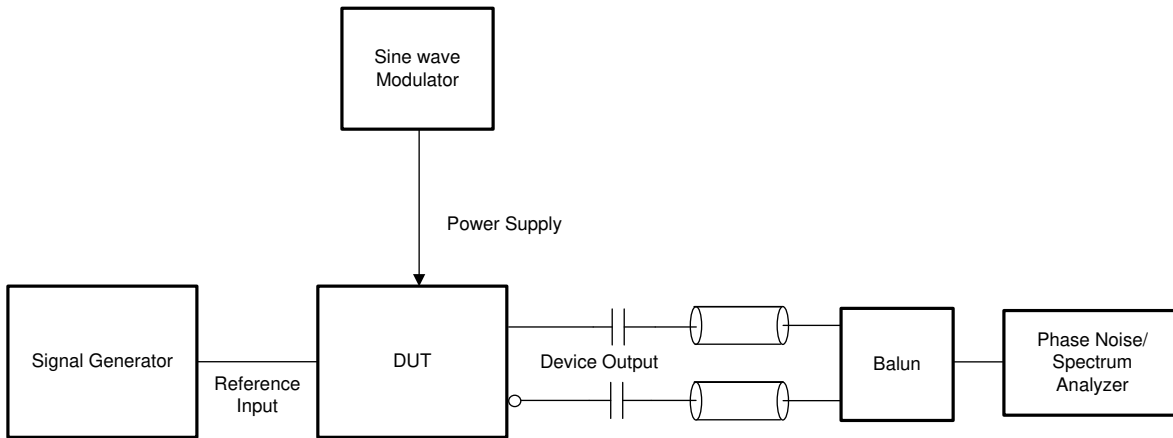 Sine wave
Modulator
Power Supply
Signal Generator
Reference
Input
DUT
Device Output
Balun
Phase Noise/
Spectrum
Analyzer